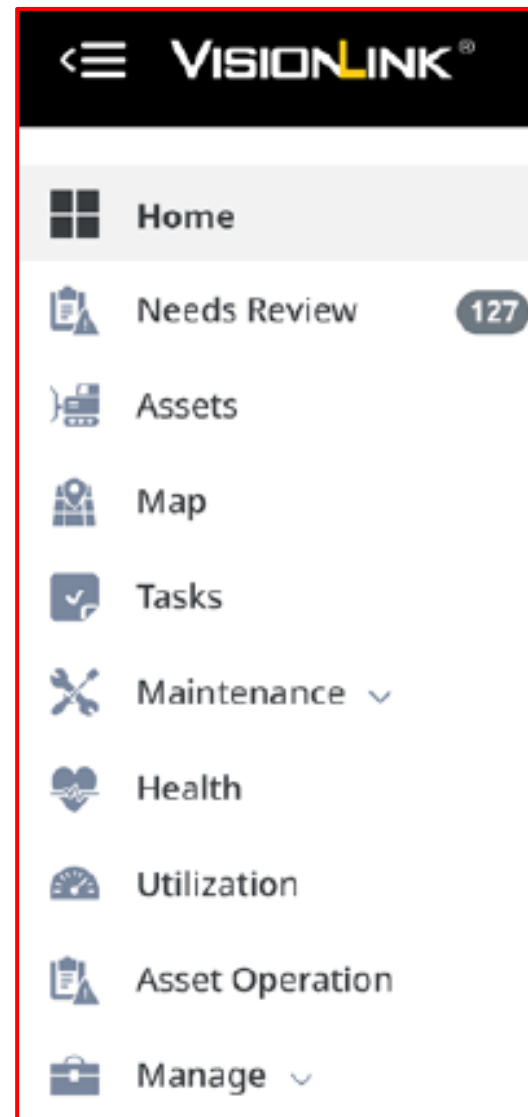 VISIONLINK®
Home
Needs Review 127
Assets
Map
Tasks
Maintenance
Health
Utilization
Asset Operation
Manage